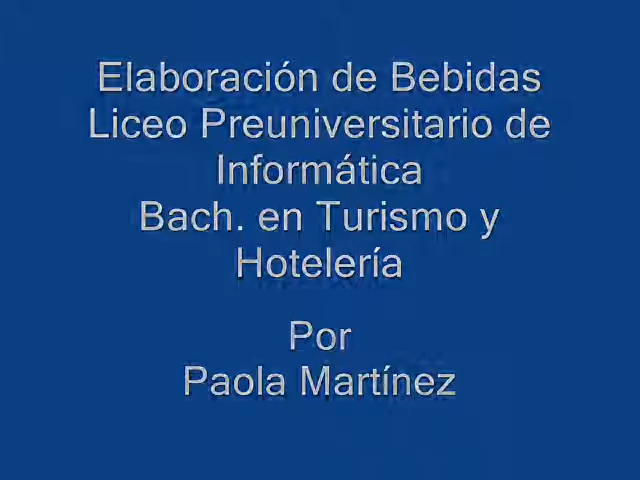 Elaboración de Bebidas
Liceo Preuniversitario de
Informática
Bach. en Turismo y
Hotelería
Por
Paola Martínez